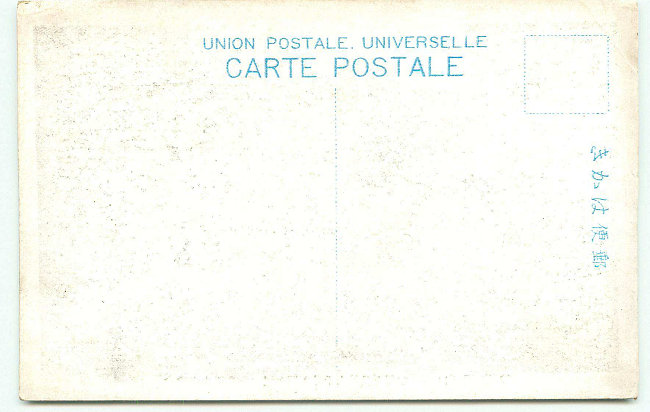 UNION POSTALE. UNIVERSELLE
CARTE POSTALE
郵便はかき